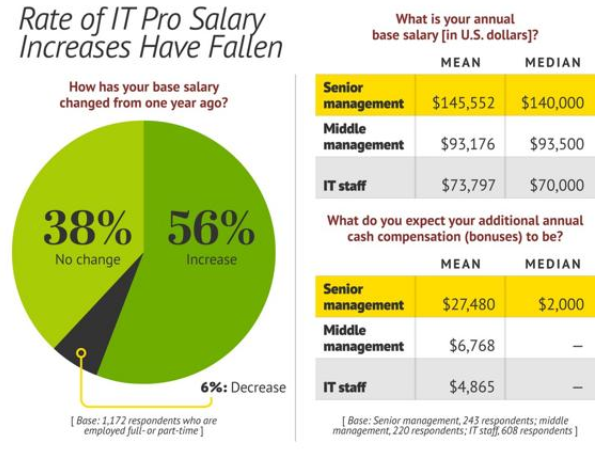 Rate of IT Pro Salary
Increases Have Fallen
How has your base salary
changed from one year ago?
38%
No change
56%
Increase
6%: Decrease
[ Base: 1,172 respondents who are
employed full- or part-time ]
What is your annual
base salary [in U.S. dollars]?
MEAN MEDIAN
Senior
management $145,552 $140,000
Middle
management $93,176 $93,500
IT staff $73,797 $70,000
What do you expect your additional annual
cash compensation (bonuses) to be?
MEAN MEDIAN
Senior
management $27,480 $2,000
Middle
management $6,768 –
IT staff $4,865 –
[ Base: Senior management, 243 respondents; middle
management, 220 respondents; IT staff, 608 respondents ]